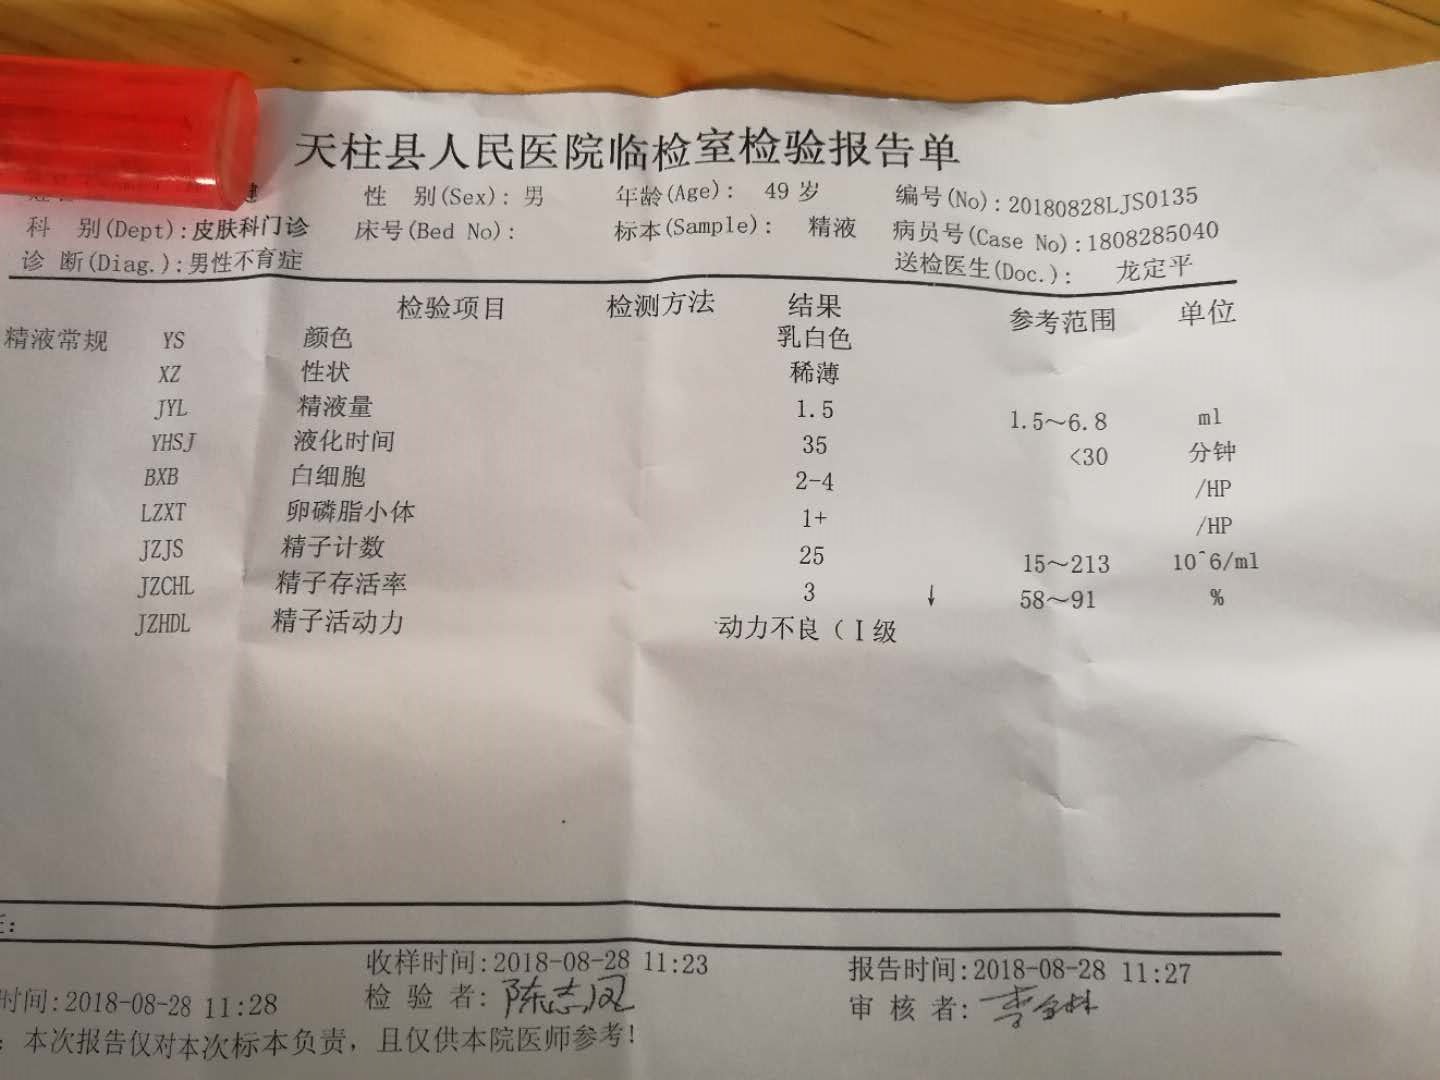 天柱县人民医院临检室检验报告单
性 别(Sex): 男 年龄(Age): 49 岁 编号(No):20180828LJS0135
科 别(Dept):皮肤科门诊 床号(Bed No): 标本(Sample): 精液 病员号(Case No):1808285040
诊 断(Diag.):男性不育症 送检医生(Doc.): 龙定平
检验项目 检测方法 结果 参考范围 单位
精液常规 YS 颜色 乳白色
XZ 性状 稀薄
JYL 精液量 1.5 1.5~6.8 ml
YHSJ 液化时间 35 <30 分钟
BXB 白细胞 2-4 /HP
LZXT 卵磷脂小体 1+ /HP
JZJS 精子计数 25 15~213 10^6/ml
JZCHL 精子存活率 3 ↓ 58~91 %
JZHDL 精子活动力 动力不良(Ⅰ级
收样时间:2018-08-28 11:23 报告时间:2018-08-28 11:27
时间:2018-08-28 11:28 检 验 者: 陈志凤 审 核 者:
: 本次报告仅对本次标本负责，且仅供本院医师参考!